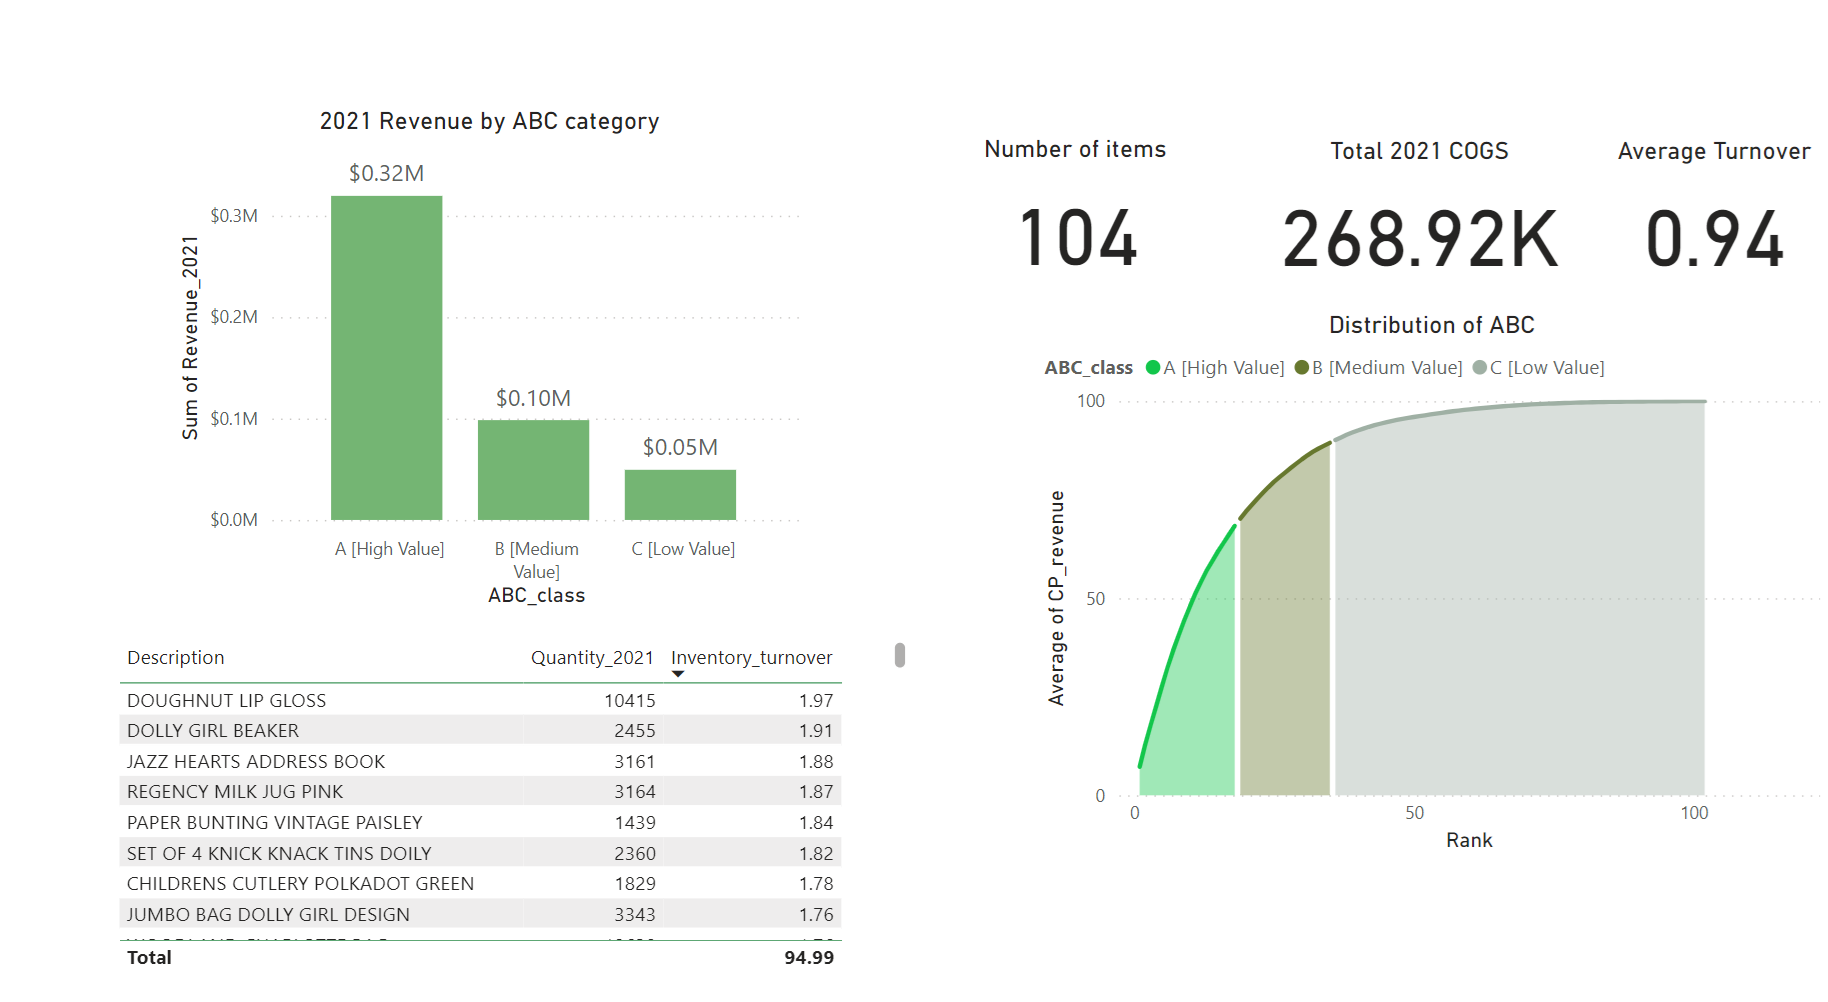 2021 Revenue by ABC category
$0.32M
$0.3M
$0.2M
$0.10M
$0.1M
$0.05M
$0.0M
Sum of Revenue_2021
A [High Value]
B [Medium
Value]
C [Low Value]
ABC_class
Number of items
104
Total 2021 COGS
268.92K
Average Turnover
0.94
Distribution of ABC
ABC_class A [High Value] B [Medium Value] C [Low Value]
100
50
0
Average of CP_revenue
0 50 100
Rank
Description Quantity_2021 Inventory_turnover
DOUGHNUT LIP GLOSS 10415 1.97
DOLLY GIRL BEAKER 2455 1.91
JAZZ HEARTS ADDRESS BOOK 3161 1.88
REGENCY MILK JUG PINK 3164 1.87
PAPER BUNTING VINTAGE PAISLEY 1439 1.84
SET OF 4 KNICK KNACK TINS DOILY 2360 1.82
CHILDRENS CUTLERY POLKADOT GREEN 1829 1.78
JUMBO BAG DOLLY GIRL DESIGN 3343 1.76
Total 94.99